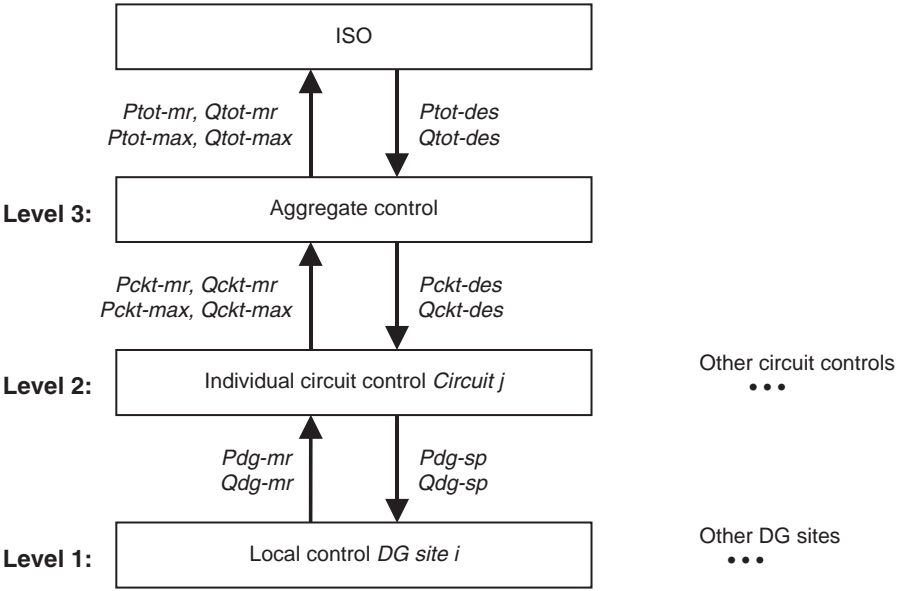 ISO
Ptot-mr, Qtot-mr
Ptot-max, Qtot-max
Ptot-des
Qtot-des
Level 3:
Aggregate control
Pckt-mr, Qckt-mr
Pckt-max, Qckt-max
Pckt-des
Qckt-des
Level 2:
Individual circuit control Circuit j
Other circuit controls
•••
Pdg-mr
Qdg-mr
Pdg-sp
Qdg-sp
Level 1:
Local control DG site i
Other DG sites
•••